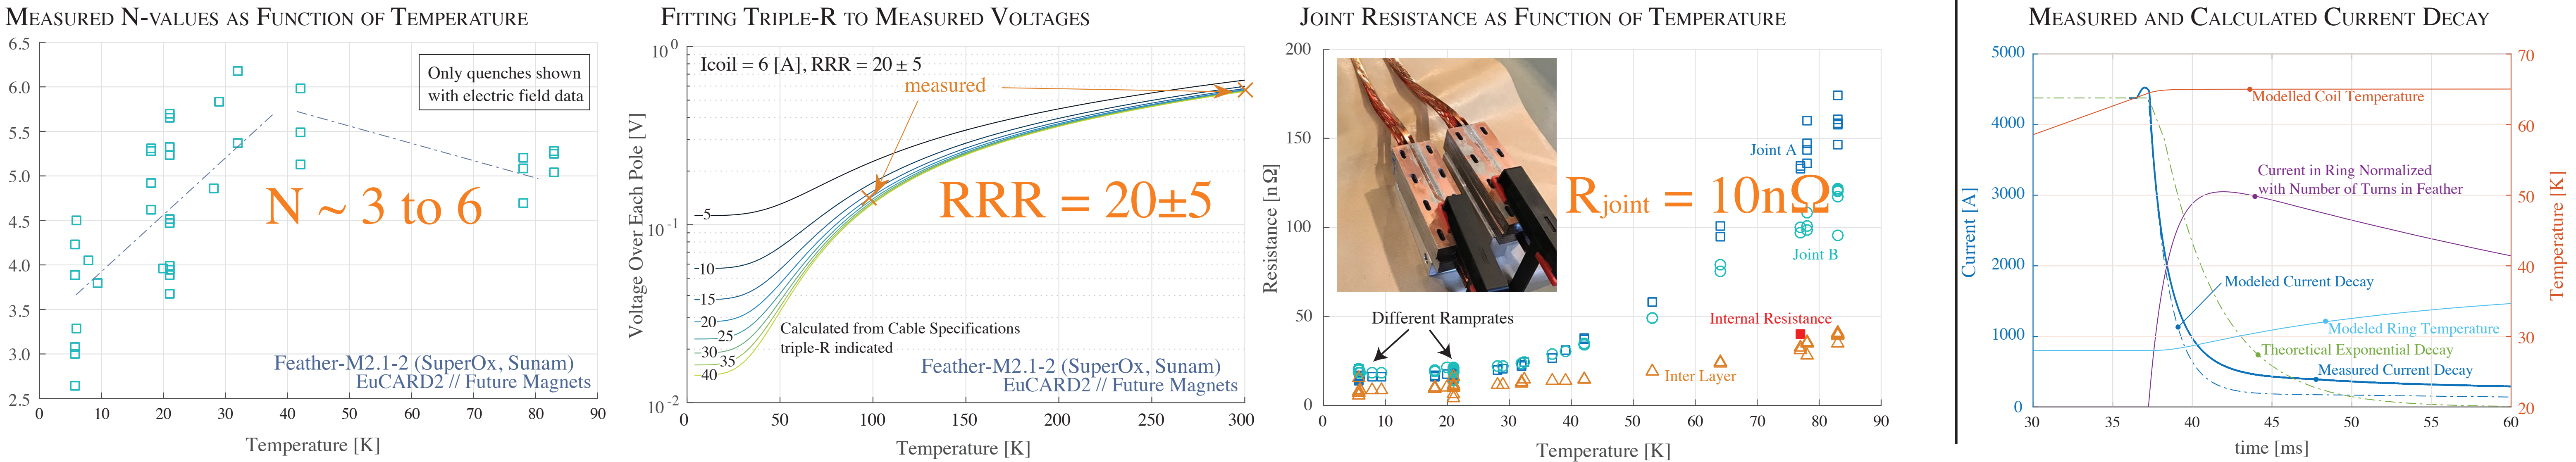 Measured N-values as Function of Temperature
6.5
6.0
5.5
5.0
4.5
4.0
3.5
3.0
2.5
Only quenches shown
with electric field data
N ~ 3 to 6
Feather-M2.1-2 (SuperOx, Sunam)
EuCARD2 // Future Magnets
0 10 20 30 40 50 60 70 80 90
Temperature [K]
Fitting Triple-R to Measured Voltages
Voltage Over Each Pole [V]
10^0
10^-1
10^-2
Icoil = 6 [A], RRR = 20 ± 5
measured
RRR = 20±5
5
10
15
20
25
30
35
40
Calculated from Cable Specifications
triple-R indicated
Feather-M2.1-2 (SuperOx, Sunam)
EuCARD2 // Future Magnets
0 50 100 150 200 250 300
Temperature [K]
Joint Resistance as Function of Temperature
Resistance [nΩ]
200
150
100
50
0
Joint A
R_joint = 10nΩ
Joint B
Different Ramprates
Internal Resistance
Inter Layer
0 10 20 30 40 50 60 70 80 90
Temperature [K]
Measured and Calculated Current Decay
Current [A]
5000
4000
3000
2000
1000
0
Modelled Coil Temperature
Current in Ring Normalized
with Number of Turns in Feather
Modeled Current Decay
Modeled Ring Temperature
Theoretical Exponential Decay
Measured Current Decay
70
60
50
40
30
20
Temperature [K]
30 35 40 45 50 55 60
time [ms]